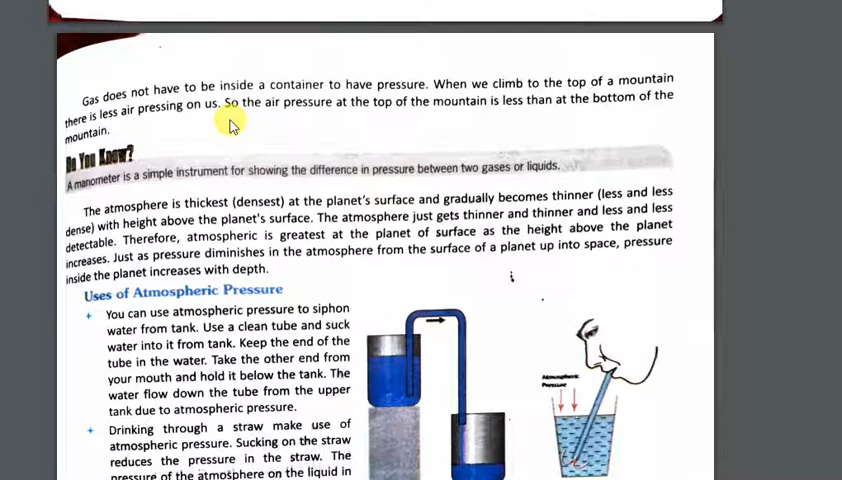 Gas does not have to be inside a container to have pressure. When we climb to the top of a mountain
there is less air pressing on us. So the air pressure at the top of the mountain is less than at the bottom of the
mountain.
Do You Know?
A manometer is a simple instrument for showing the difference in pressure between two gases or liquids.
The atmosphere is thickest (densest) at the planet's surface and gradually becomes thinner (less and less
dense) with height above the planet's surface. The atmosphere just gets thinner and thinner and less and less
detectable. Therefore, atmospheric is greatest at the planet of surface as the height above the planet
increases. Just as pressure diminishes in the atmosphere from the surface of a planet up into space, pressure
inside the planet increases with depth.
Uses of Atmospheric Pressure
+ You can use atmospheric pressure to siphon
water from tank. Use a clean tube and suck
water into it from tank. Keep the end of the
tube in the water. Take the other end from
your mouth and hold it below the tank. The
water flow down the tube from the upper
tank due to atmospheric pressure.
+ Drinking through a straw make use of
atmospheric pressure. Sucking on the straw
reduces the pressure in the straw. The
pressure of the atmosphere on the liquid in
Atmospheric
Pressure